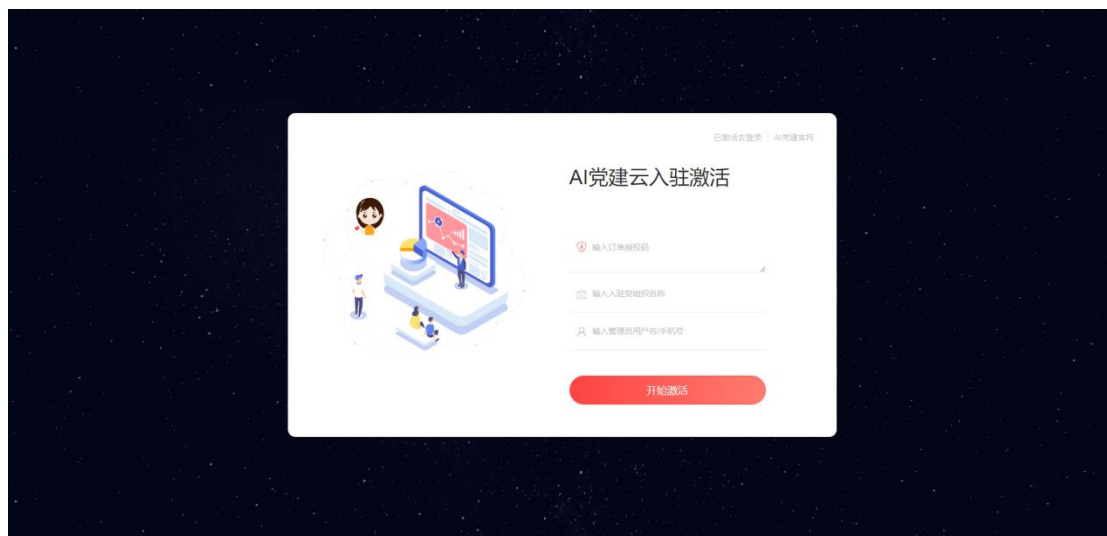 已激活去登录 | AI党建官网
AI党建云入驻激活
输入订单授权码
输入入驻党组织名称
输入管理员用户名/手机号
开始激活